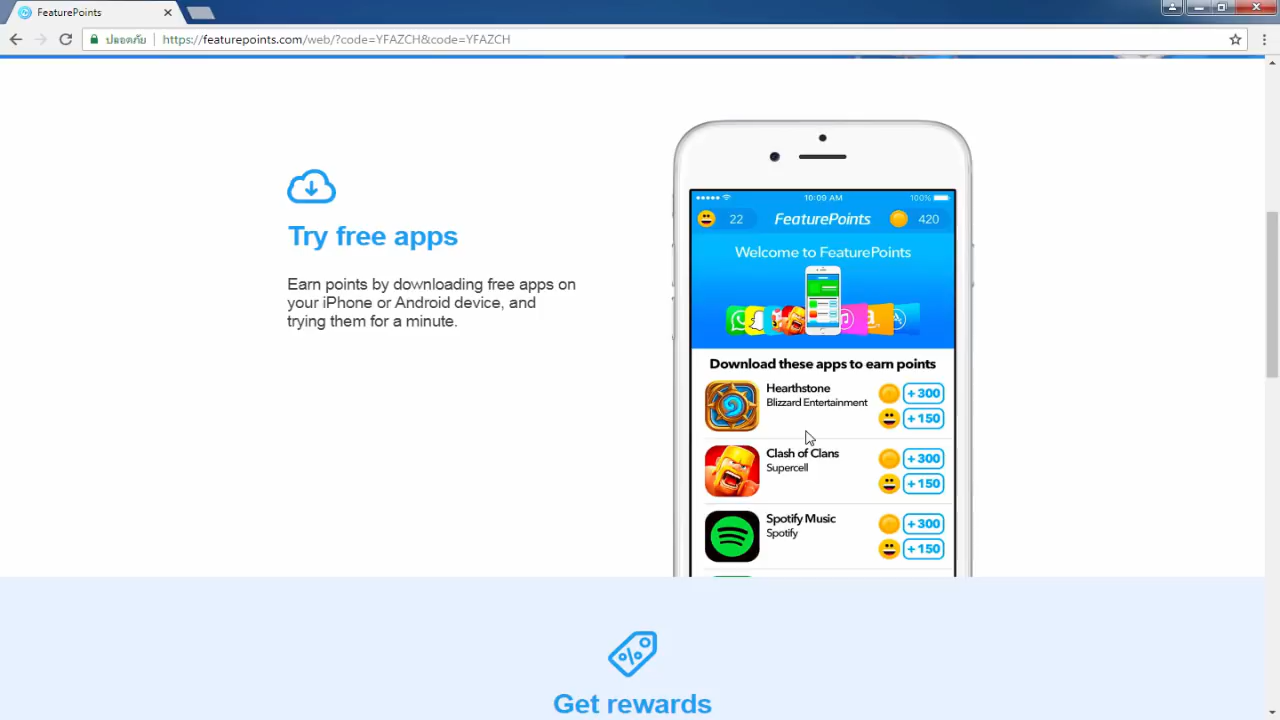 FeaturePoints
ปลอดภัย
https://featurepoints.com/web/?code=YFAZCH&code=YFAZCH
Try free apps
Earn points by downloading free apps on
your iPhone or Android device, and
trying them for a minute.
10:09 AM
100%
22
FeaturePoints
420
Welcome to FeaturePoints
Download these apps to earn points
Hearthstone
Blizzard Entertainment
+300
+150
Clash of Clans
Supercell
+300
+150
Spotify Music
Spotify
+300
+150
%
Get rewards